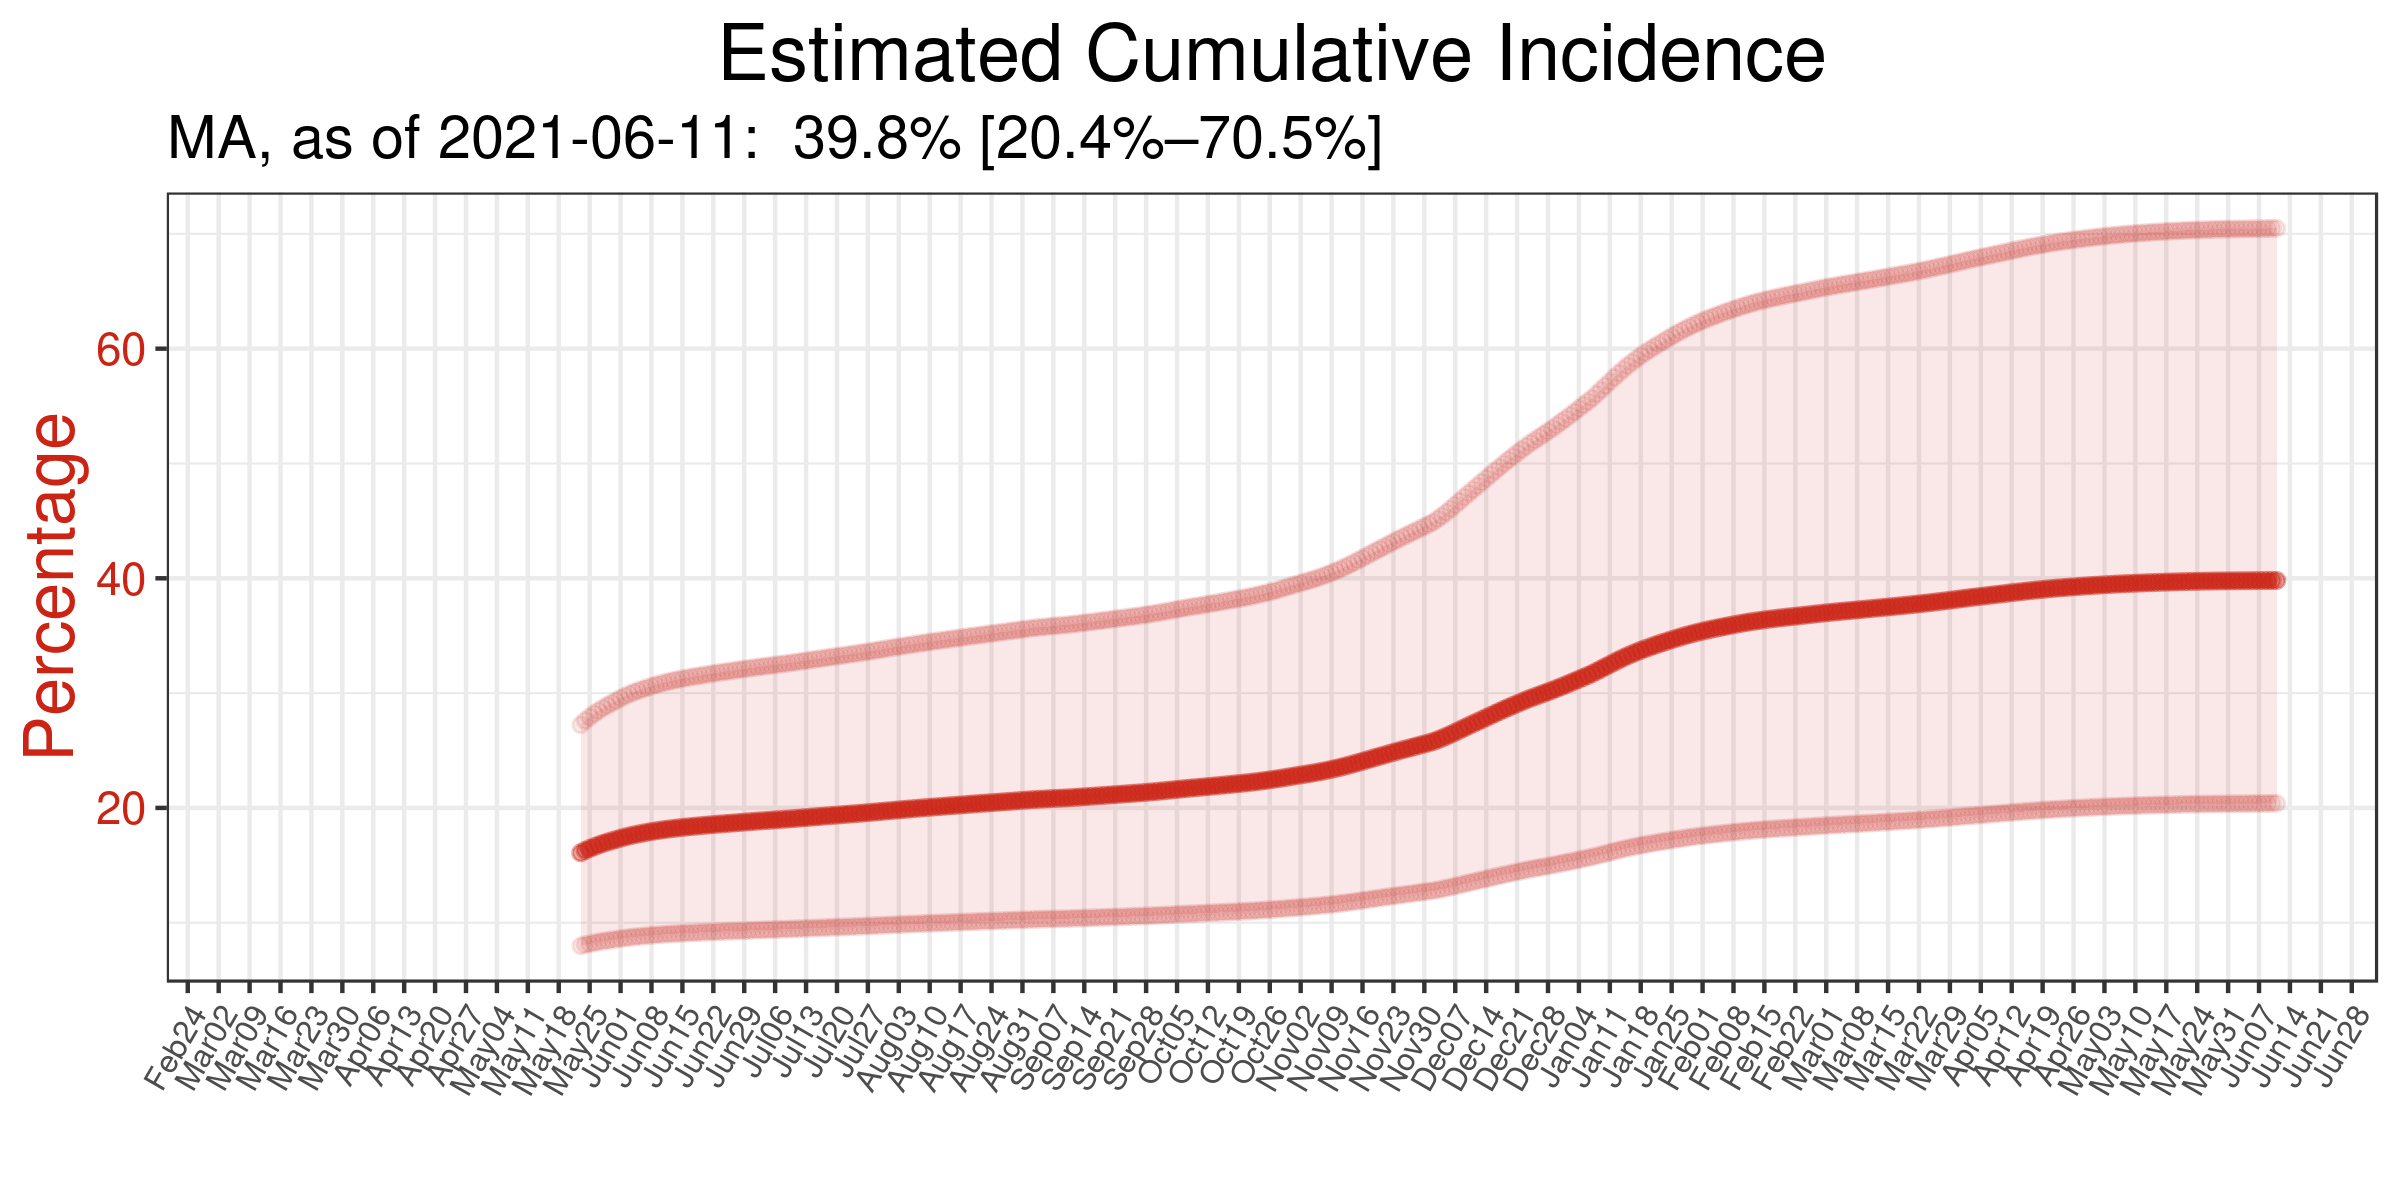 Estimated Cumulative Incidence
MA, as of 2021-06-11:  39.8% [20.4%–70.5%]
Percentage
60
40
20
Feb24
Mar02
Mar09
Mar16
Mar23
Mar30
Apr06
Apr13
Apr20
Apr27
May04
May11
May18
May25
Jun01
Jun08
Jun15
Jun22
Jun29
Jul06
Jul13
Jul20
Jul27
Aug03
Aug10
Aug17
Aug24
Aug31
Sep07
Sep14
Sep21
Sep28
Oct05
Oct12
Oct19
Oct26
Nov02
Nov09
Nov16
Nov23
Nov30
Dec07
Dec14
Dec21
Dec28
Jan04
Jan11
Jan18
Jan25
Feb01
Feb08
Feb15
Feb22
Mar01
Mar08
Mar15
Mar22
Mar29
Apr05
Apr12
Apr19
Apr26
May03
May10
May17
May24
May31
Jun07
Jun14
Jun21
Jun28